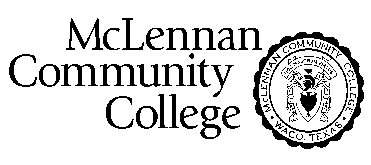 McLennan
Community
College
McLENNAN COMMUNITY COLLEGE
WACO, TEXAS